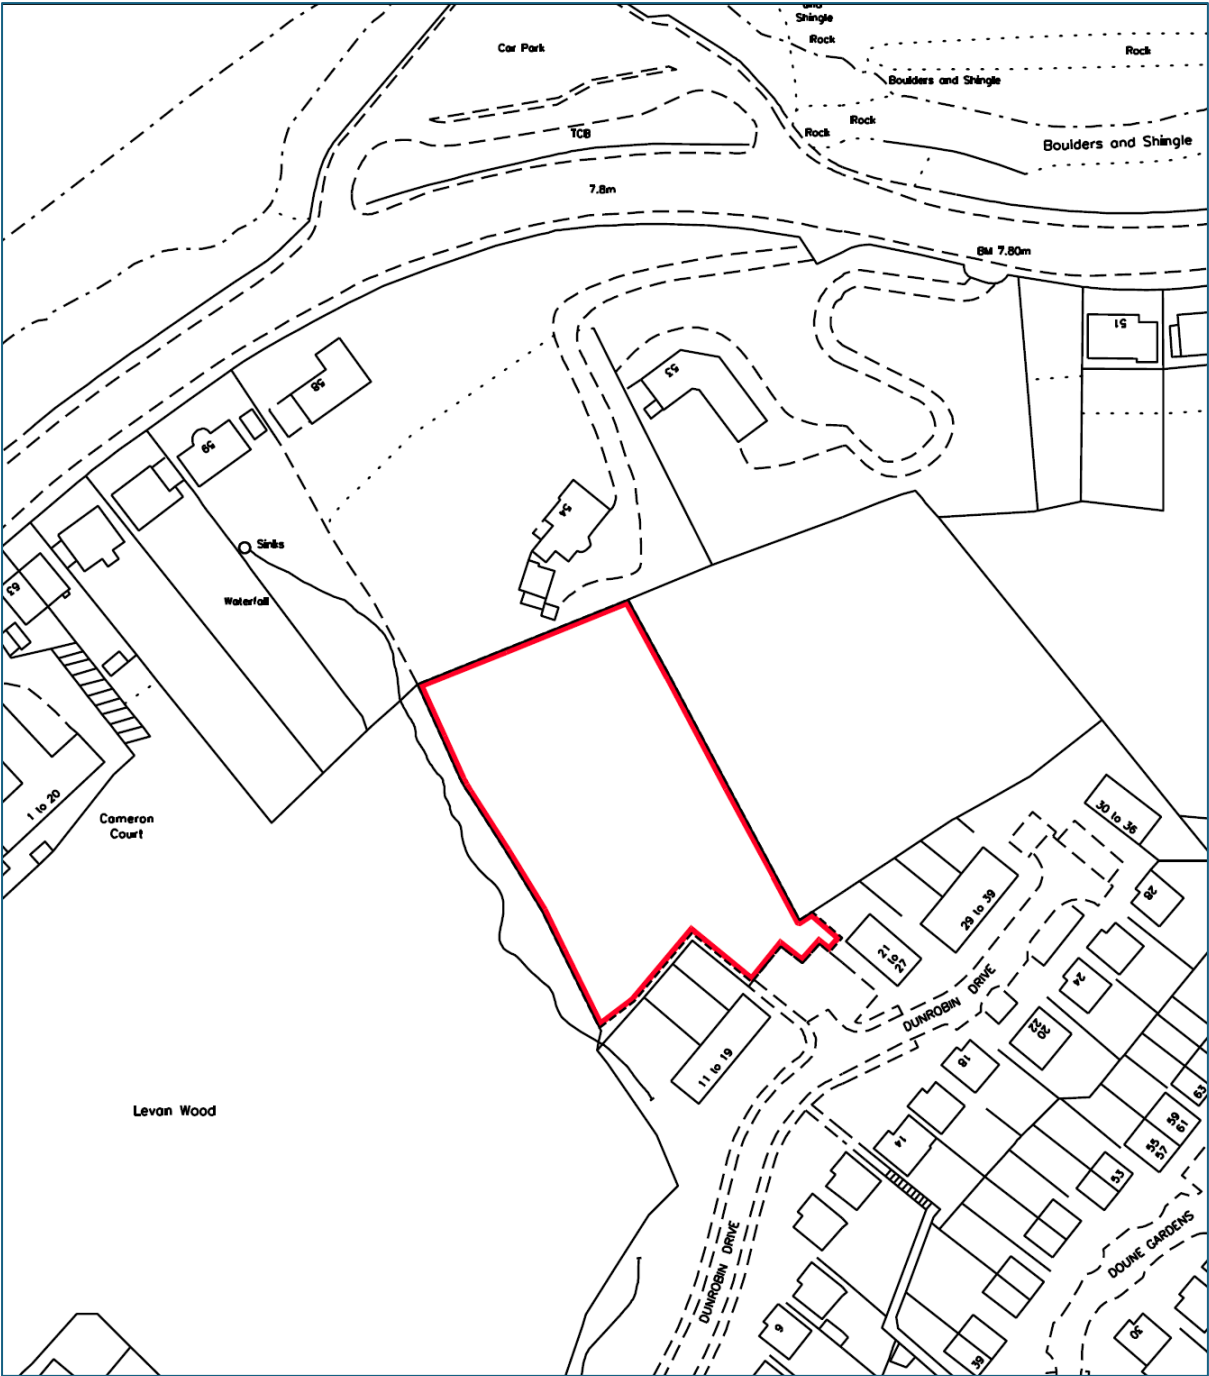 and
Shingle
Rock
Car Park
Rock
Boulders and Shingle
Rock
TCB
Rock
Boulders and Shingle
7.8m
BM 7.80m
51
53
58
59
54
Sinks
63
Waterfall
1 to 20
Cameron
Court
30 to 36
28
29 to 39
21
to
27
24
DUNROBIN DRIVE
20
22
18
11 to 19
63
Levan Wood
59
61
55
57
14
53
DUNROBIN DRIVE
DOUNE GARDENS
6
39
30